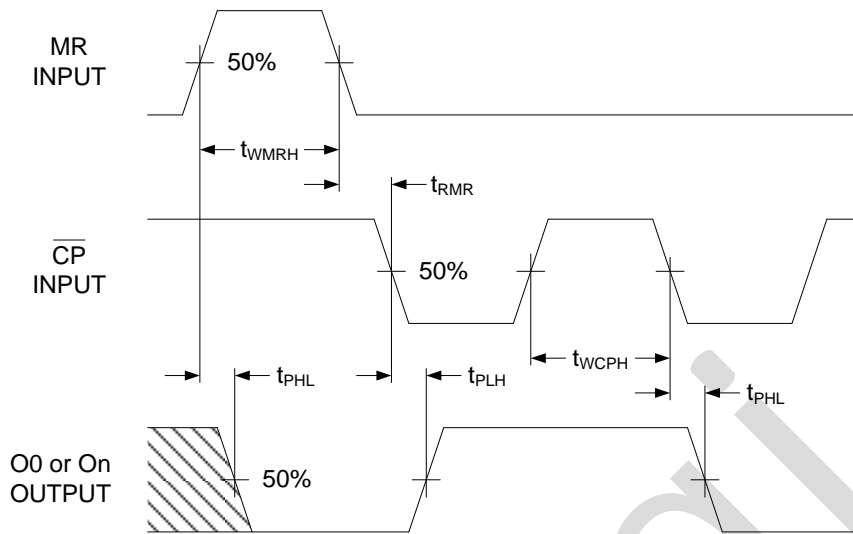 MR
INPUT
50%
tWMRH
tRMR
CP
INPUT
50%
tWCPH
tPHL
tPLH
tPHL
O0 or On
OUTPUT
50%